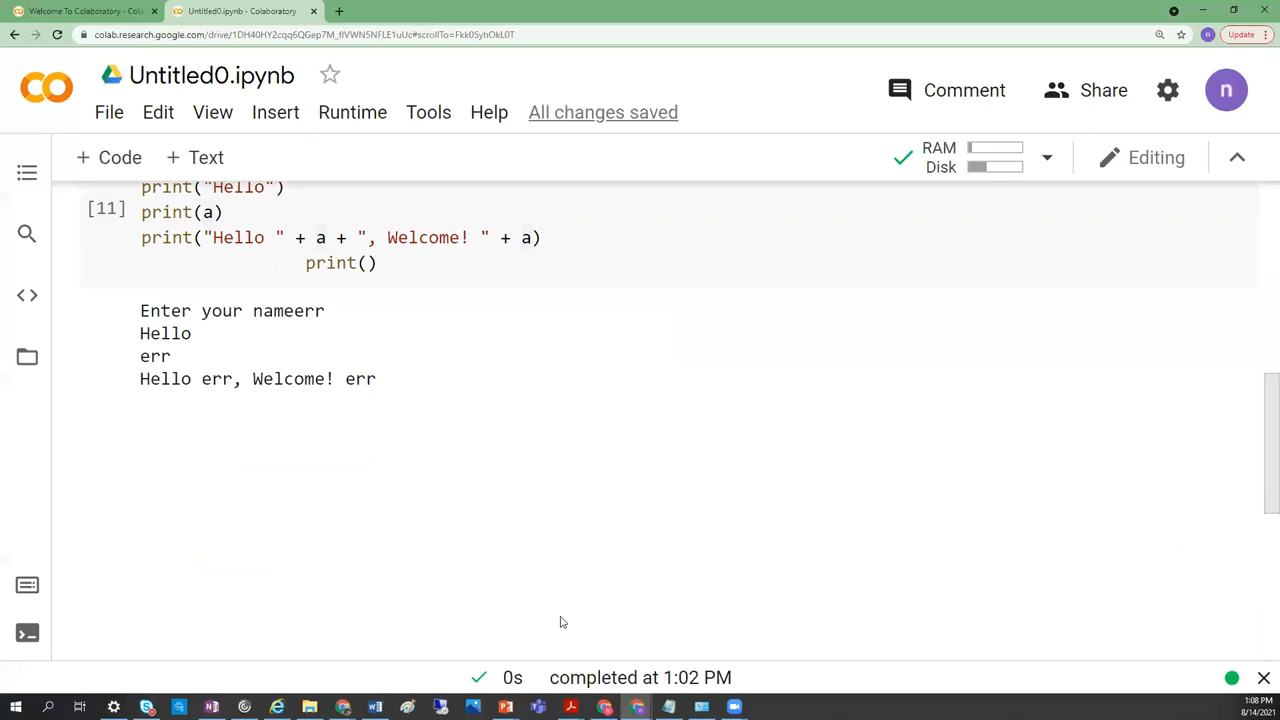 Welcome To Colaboratory - Cola
Untitled0.ipynb - Colaboratory
colab.research.google.com/drive/1DH40HY2cqq6QGep7M_flVWN5NFLE1uUc#scrollTo=Fkk0SyhOkL0T
n
Update
Untitled0.ipynb
Comment
Share
n
File Edit View Insert Runtime Tools Help All changes saved
+ Code + Text
RAM
Disk
Editing
print("Hello")
[11]
print(a)
print("Hello " + a + ", Welcome! " + a)
print()
Enter your nameerr
Hello
err
Hello err, Welcome! err
0s completed at 1:02 PM
1:08 PM
8/14/2021